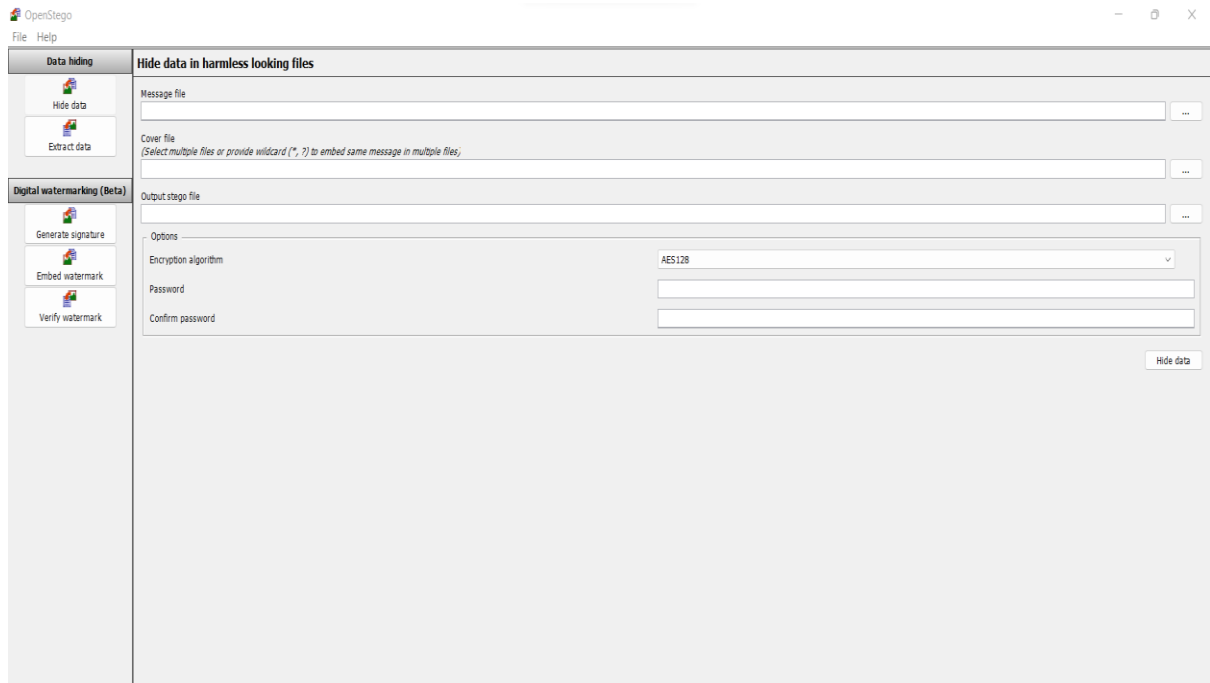 OpenStego
File Help
Data hiding
Hide data
Extract data
Digital watermarking (Beta)
Generate signature
Embed watermark
Verify watermark
Hide data in harmless looking files
Message file
...
Cover file
(Select multiple files or provide wildcard (*, ?) to embed same message in multiple files)
...
Output stego file
...
Options
Encryption algorithm
AES128
Password
Confirm password
Hide data